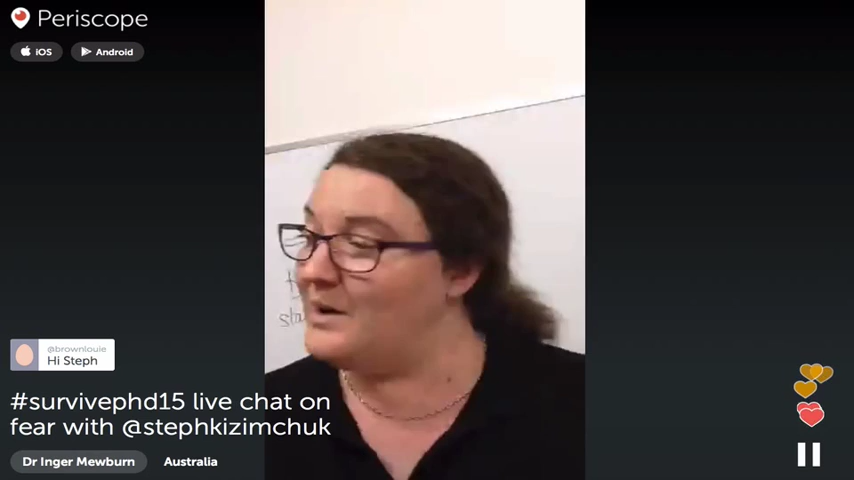 Periscope
iOS
Android
@brownlouie
Hi Steph
#survivephd15 live chat on
fear with @stephkizimchuk
Dr Inger Mewburn
Australia